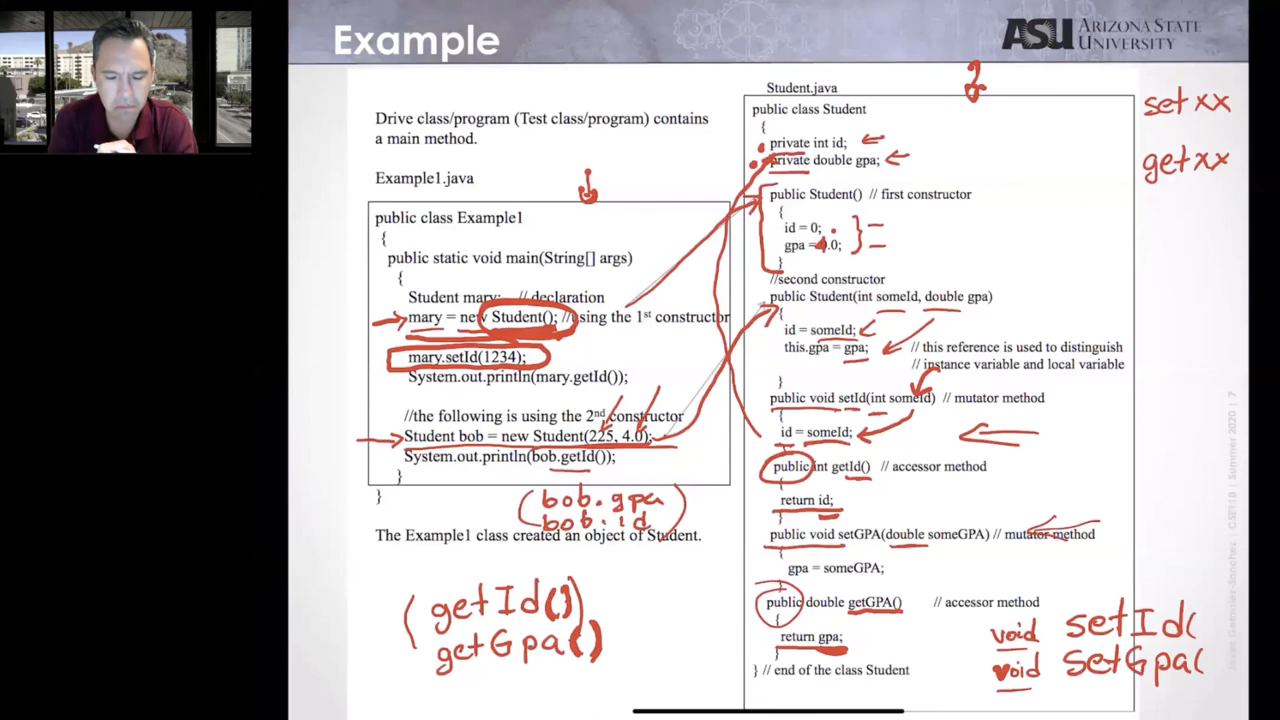 Example
ASU ARIZONA STATE UNIVERSITY
Drive class/program (Test class/program) contains
a main method.
Example1.java
public class Example1
{
public static void main(String[] args)
{
Student mary; // declaration
mary = new Student(); //using the 1st constructor
mary.setId(1234);
System.out.println(mary.getId());
//the following is using the 2nd constructor
Student bob = new Student(225, 4.0);
System.out.println(bob.getId());
}
}
(bob.gpa
bob.id)
The Example1 class created an object of Student.
(getId()
getGpa())
Student.java
public class Student
{
private int id;
private double gpa;
public Student() // first constructor
{
id = 0;
gpa = .0;
}
//second constructor
public Student(int someId, double gpa)
{
id = someId;
this.gpa = gpa; // this reference is used to distinguish
// instance variable and local variable
}
public void setId(int someId) // mutator method
{
id = someId;
}
public int getId() // accessor method
{
return id;
}
public void setGPA(double someGPA) // mutator method
{
gpa = someGPA;
}
public double getGPA() // accessor method
{
return gpa;
}
} // end of the class Student
set xx
get xx
void setId(
void setGpa(
| CSE110 | Summer 2020 | 7